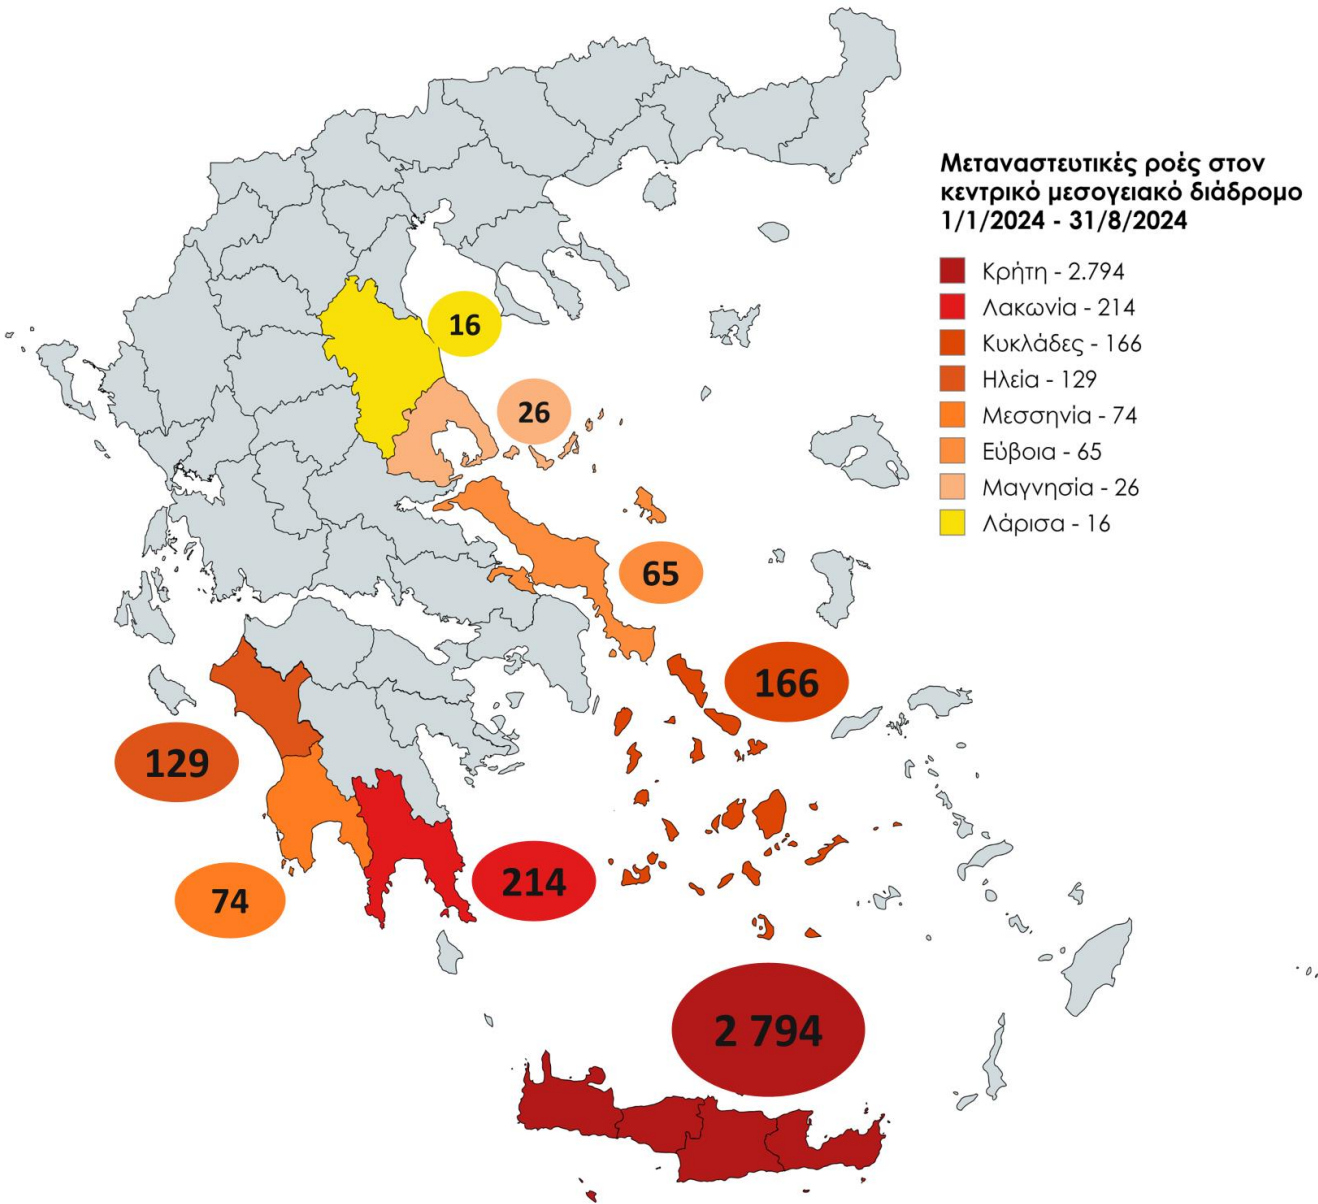 Μεταναστευτικές ροές στον
κεντρικό μεσογειακό διάδρομο
1/1/2024 - 31/8/2024
Κρήτη - 2.794
Λακωνία - 214
Κυκλάδες - 166
Ηλεία - 129
Μεσσηνία - 74
Εύβοια - 65
Μαγνησία - 26
Λάρισα - 16
16
26
65
166
129
214
74
2 794